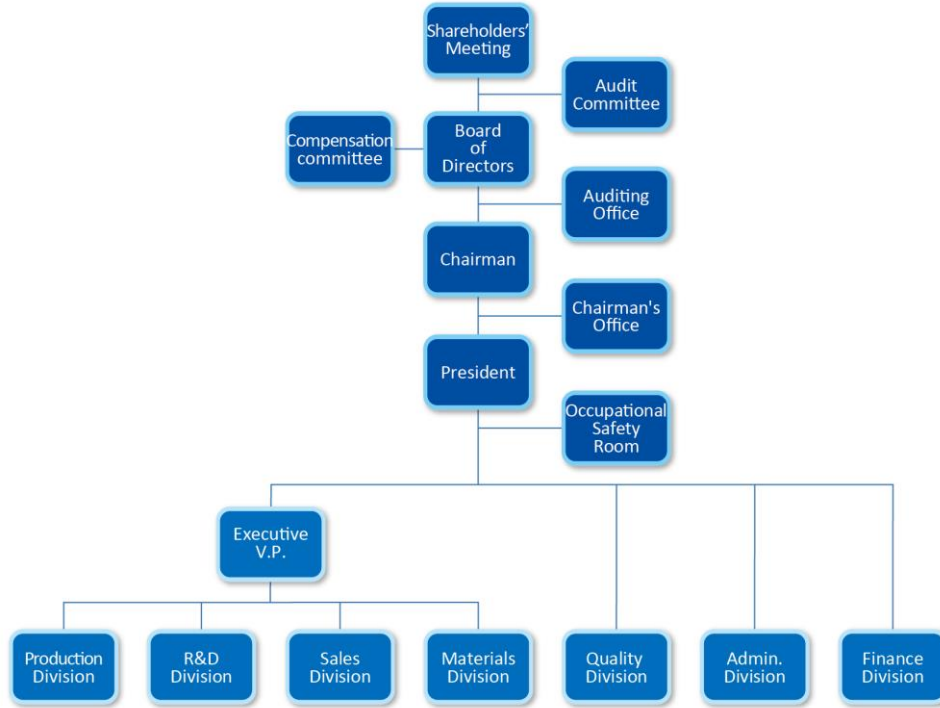 Shareholders'
Meeting
Audit
Committee
Compensation
committee
Board
of
Directors
Auditing
Office
Chairman
Chairman's
Office
President
Occupational
Safety
Room
Executive
V.P.
Production
Division
R&D
Division
Sales
Division
Materials
Division
Quality
Division
Admin.
Division
Finance
Division